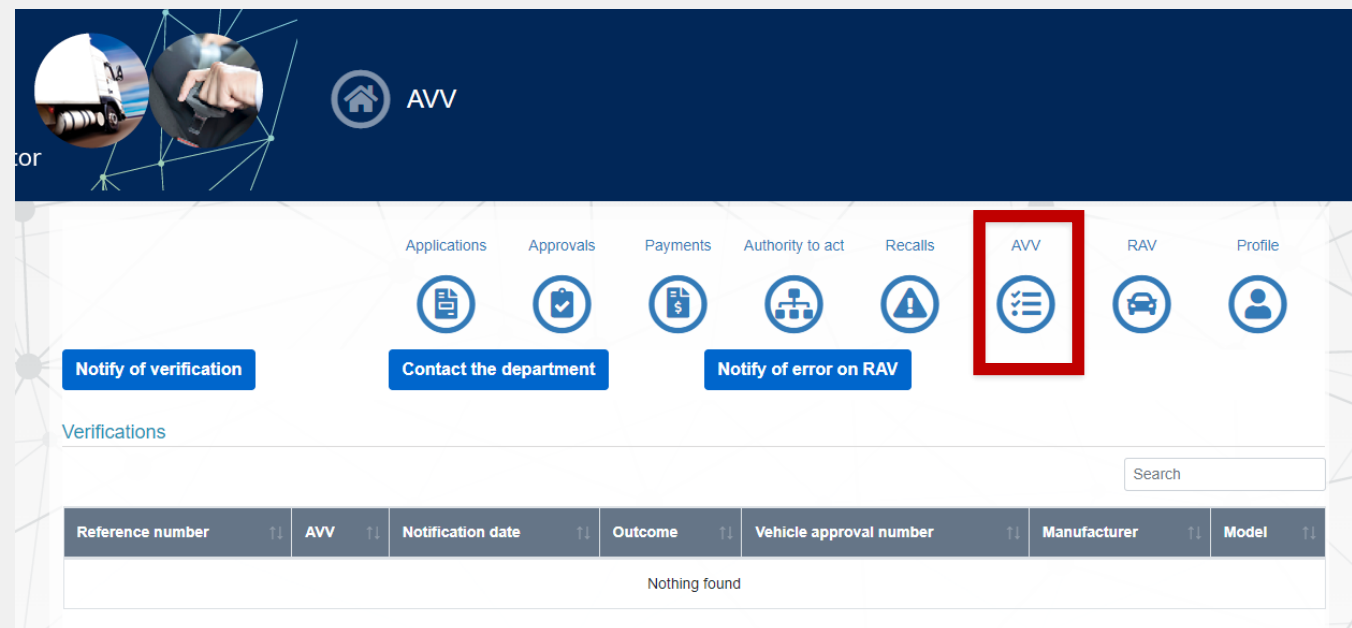 AVV
tor
Applications Approvals Payments Authority to act Recalls AVV RAV Profile
Notify of verification Contact the department Notify of error on RAV
Verifications
Search
Reference number AVV Notification date Outcome Vehicle approval number Manufacturer Model
Nothing found